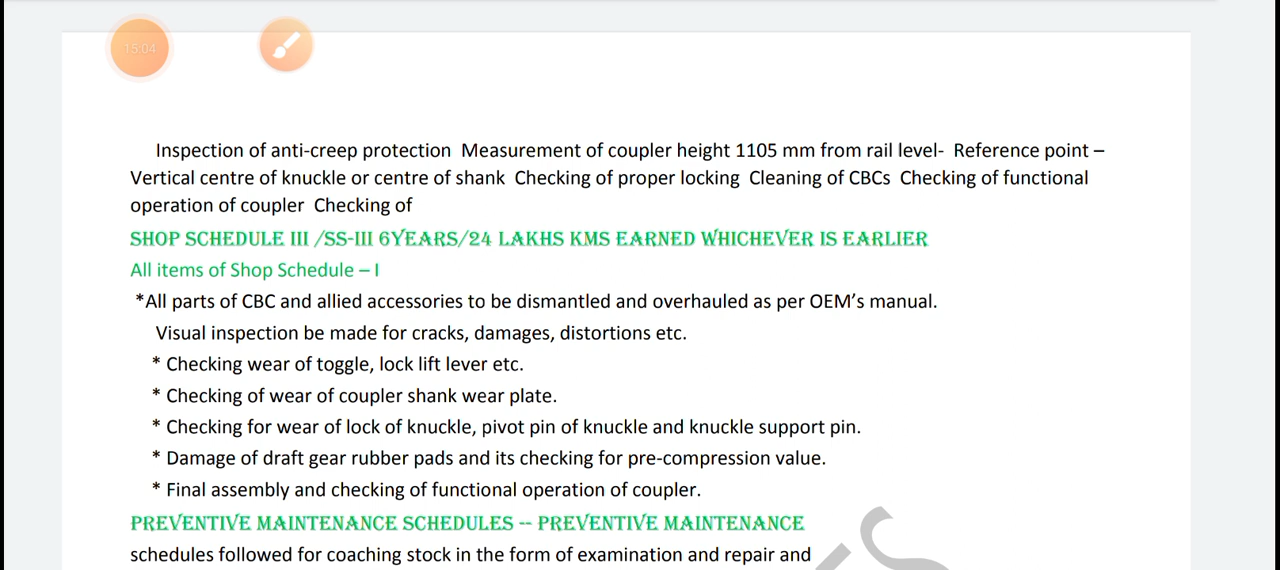 15:04
Inspection of anti-creep protection Measurement of coupler height 1105 mm from rail level- Reference point –
Vertical centre of knuckle or centre of shank Checking of proper locking Cleaning of CBCs Checking of functional
operation of coupler Checking of
SHOP SCHEDULE III /SS-III 6YEARS/24 LAKHS KMS EARNED WHICHEVER IS EARLIER
All items of Shop Schedule – I
*All parts of CBC and allied accessories to be dismantled and overhauled as per OEM’s manual.
Visual inspection be made for cracks, damages, distortions etc.
* Checking wear of toggle, lock lift lever etc.
* Checking of wear of coupler shank wear plate.
* Checking for wear of lock of knuckle, pivot pin of knuckle and knuckle support pin.
* Damage of draft gear rubber pads and its checking for pre-compression value.
* Final assembly and checking of functional operation of coupler.
PREVENTIVE MAINTENANCE SCHEDULES -- PREVENTIVE MAINTENANCE
schedules followed for coaching stock in the form of examination and repair and